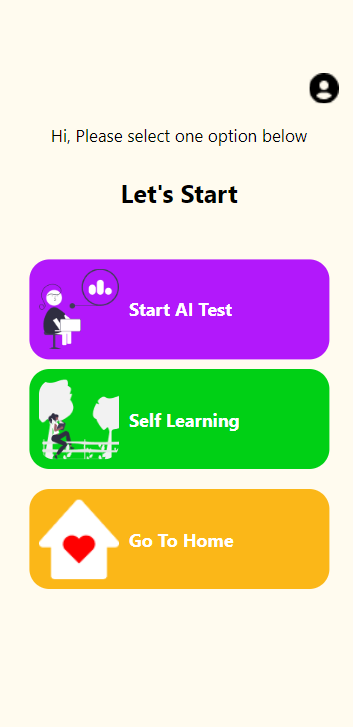 Hi, Please select one option below
Let's Start
Start AI Test
Self Learning
Go To Home